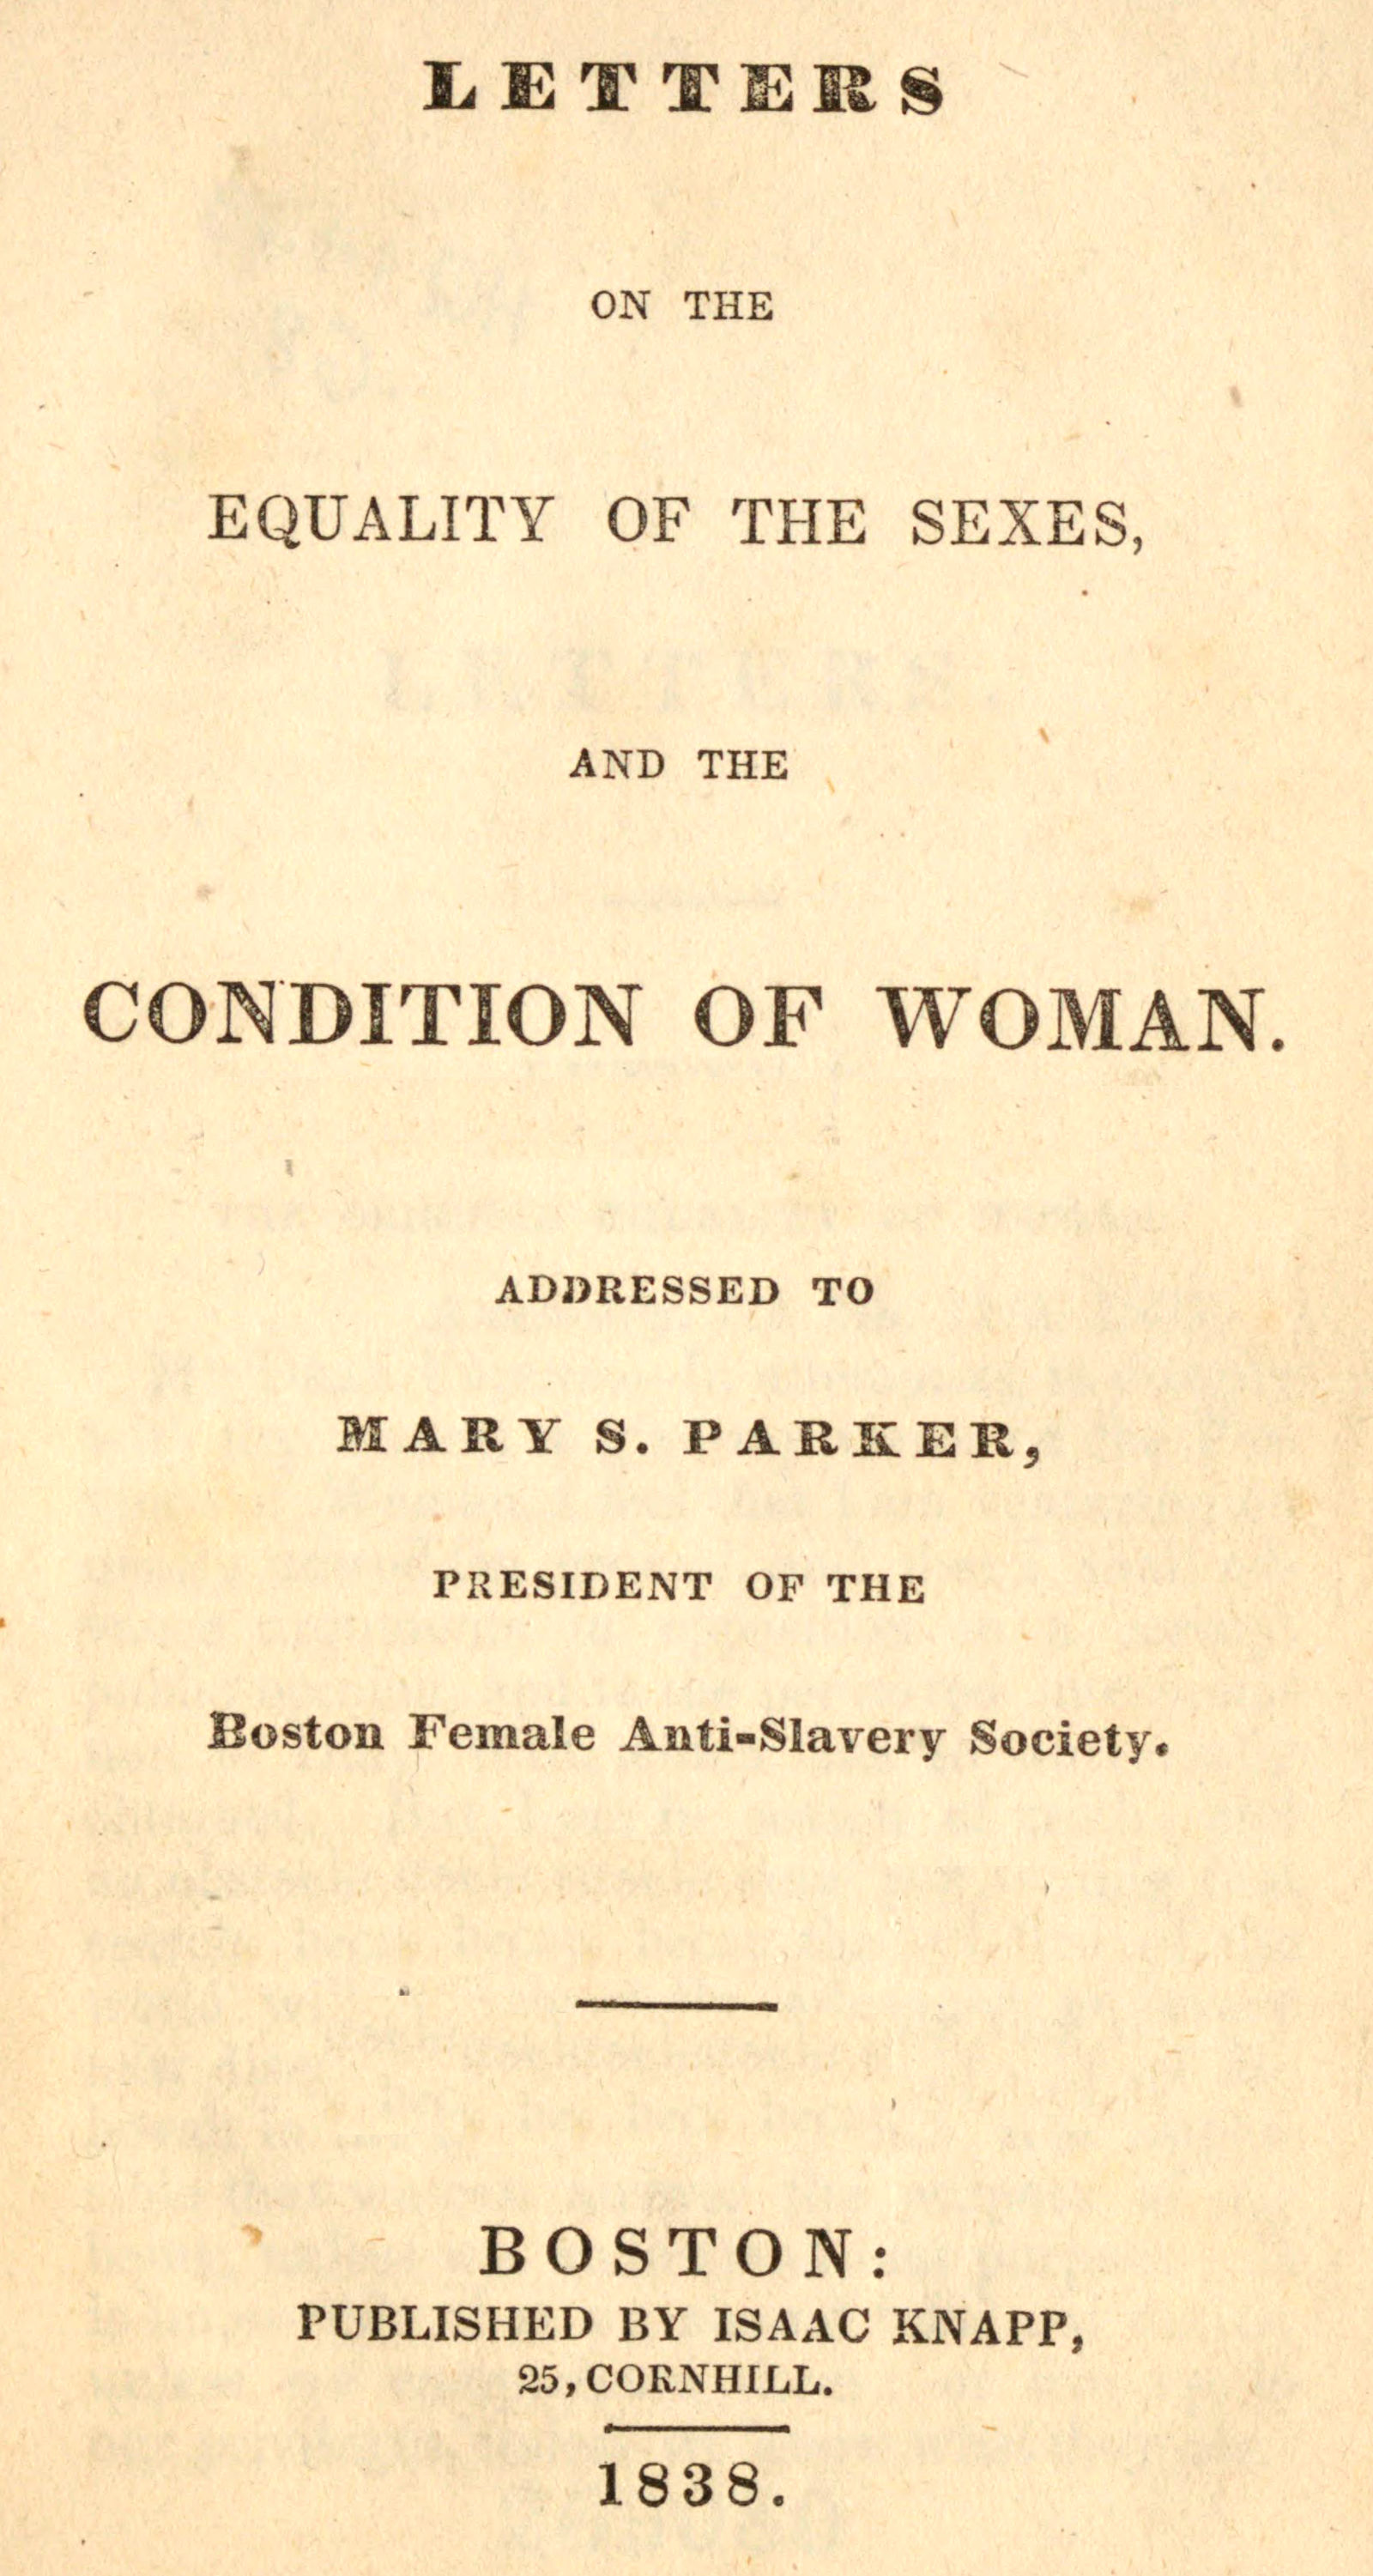 LETTERS
ON THE
EQUALITY OF THE SEXES,
AND THE
CONDITION OF WOMAN.
ADDRESSED TO
MARY S. PARKER,
PRESIDENT OF THE
Boston Female Anti-Slavery Society.
BOSTON:
PUBLISHED BY ISAAC KNAPP,
25, CORNHILL.
1838.